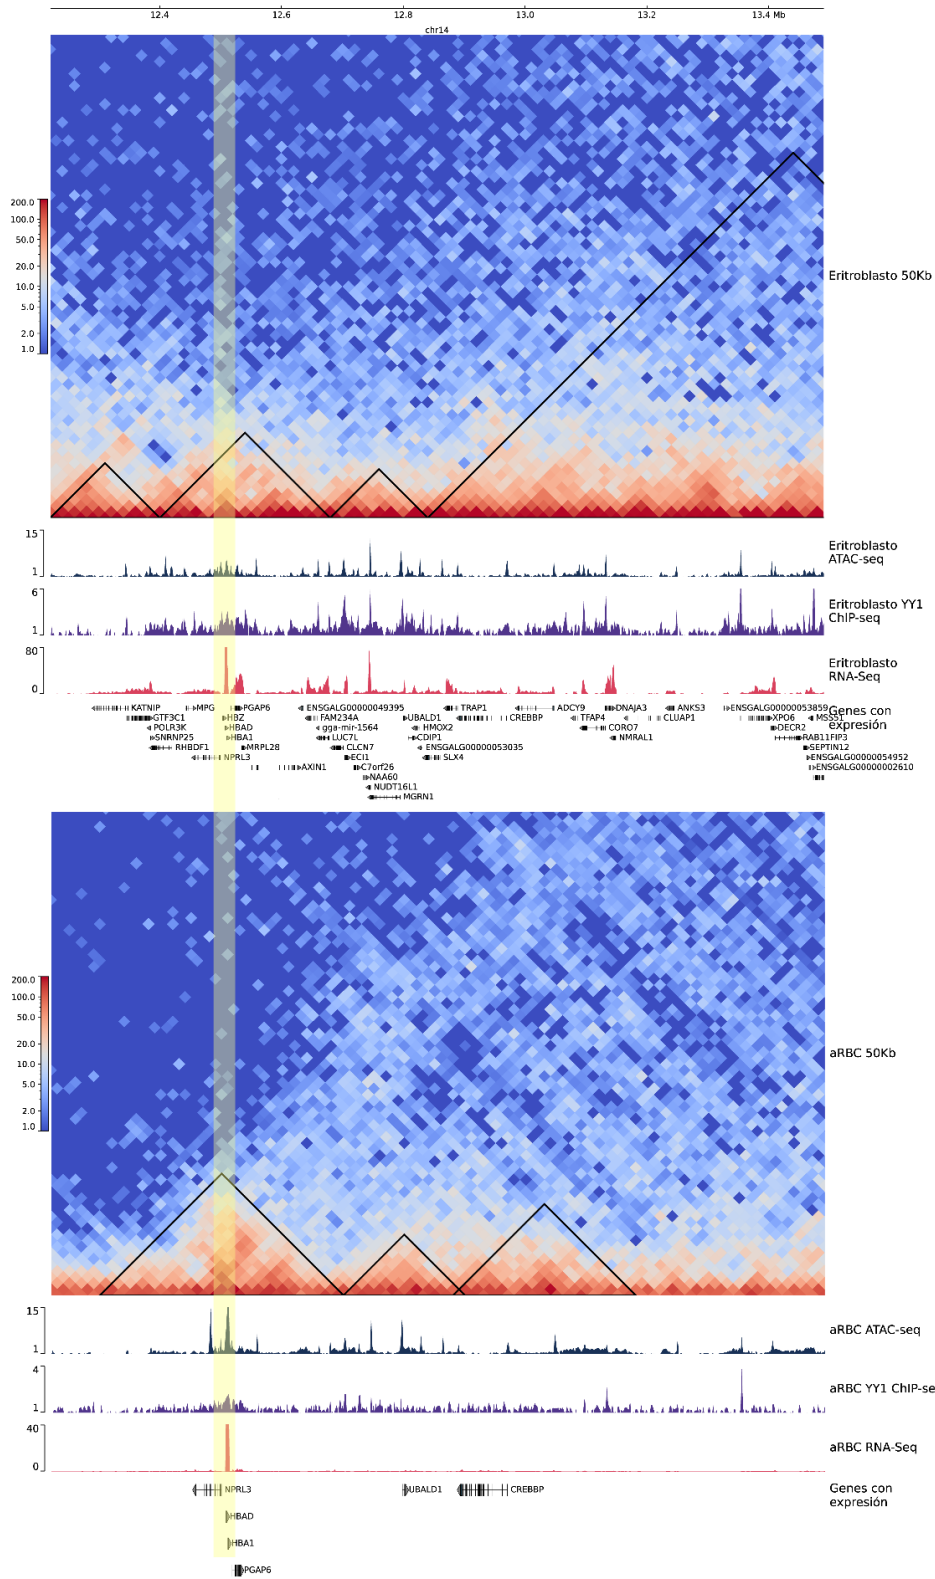 12.4 12.6 12.8 13.0 13.2 13.4 Mb
chr14
200.0
100.0
50.0
20.0
10.0
5.0
2.0
1.0
Eritroblasto 50Kb
15
1
Eritroblasto
ATAC-seq
6
1
Eritroblasto YY1
ChIP-seq
80
0
Eritroblasto
RNA-Seq
KATNIP MPG PGAP6 ENSGALG00000049395 TRAP1 ADCY9 DNAJA3 ANKS3 ENSGALG00000053859
Genes con
expresión
GTF3C1 HBZ FAM234A UBALD1 CREBBP TFAP4 CLUAP1 XPO6 MSS51
POLR3K HBAD gga-mir-1564 HMOX2 CORO7 DECR2
SNRNP25 HBA1 LUC7L CDIP1 NMRAL1 RAB11FIP3
RHBDF1 MRPL28 CLCN7 ENSGALG00000053035 SEPTIN12
NPRL3 ECI1 SLX4 ENSGALG00000054952
AXIN1 C7orf26 ENSGALG00000002610
NAA60
NUDT16L1
MGRN1
200.0
100.0
50.0
20.0
10.0
5.0
2.0
1.0
aRBC 50Kb
15
1
aRBC ATAC-seq
4
1
aRBC YY1 ChIP-se
40
0
aRBC RNA-Seq
NPRL3 UBALD1 CREBBP
Genes con
expresión
HBAD
HBA1
PGAP6